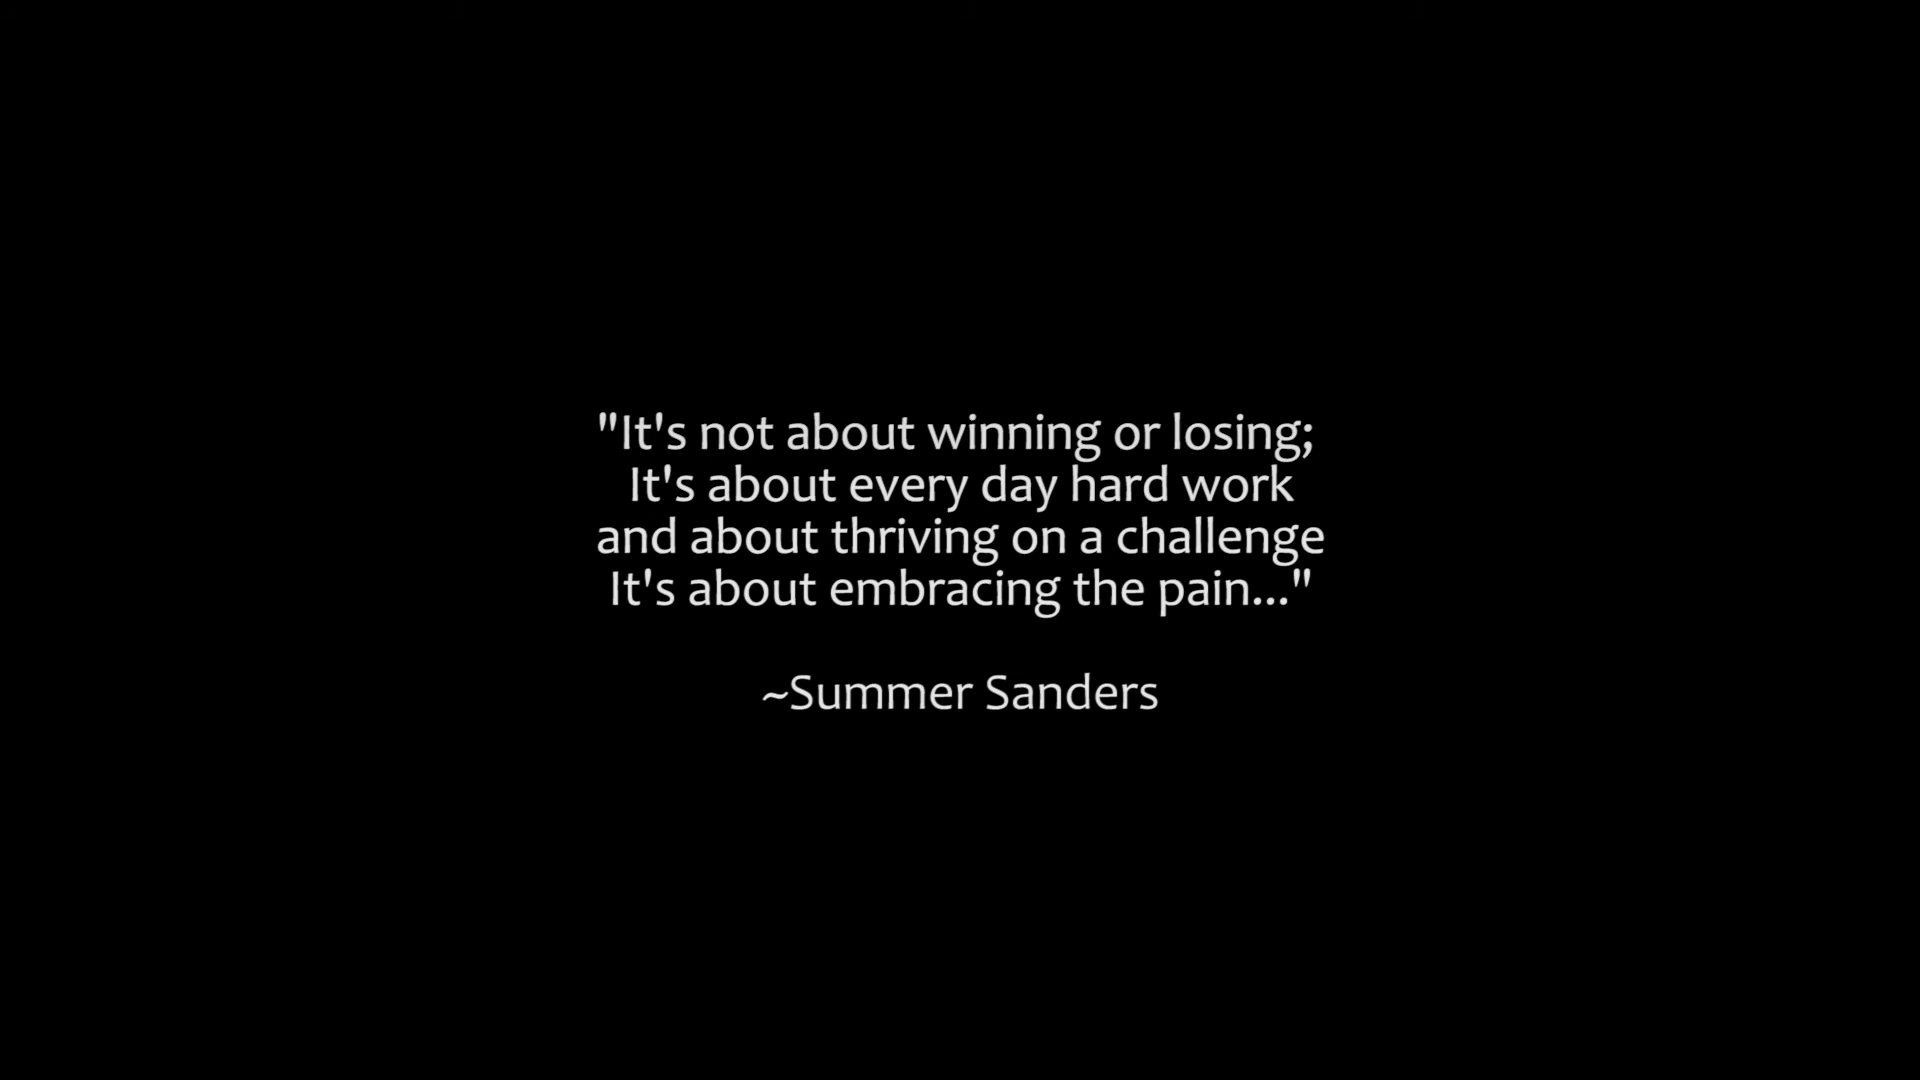 "It's not about winning or losing;
It's about every day hard work
and about thriving on a challenge
It's about embracing the pain..."
~Summer Sanders